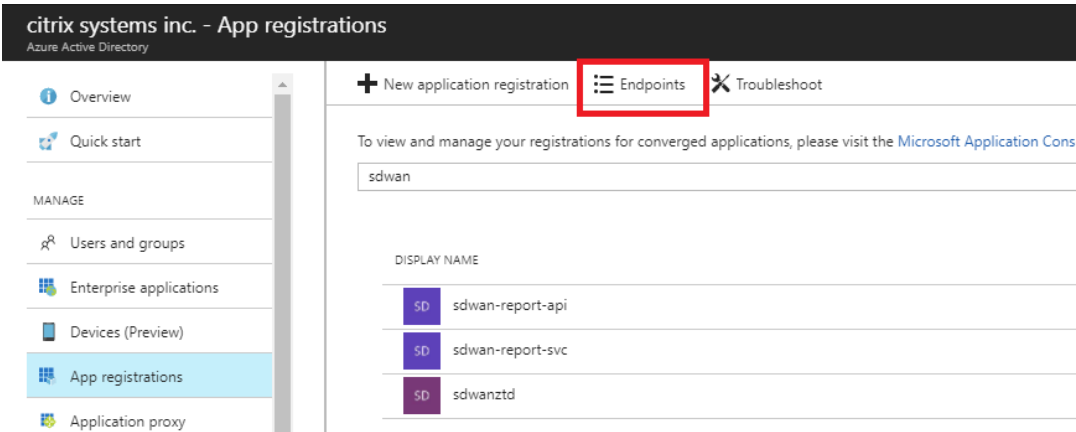 citrix systems inc. - App registrations
Azure Active Directory
Overview
Quick start
MANAGE
Users and groups
Enterprise applications
Devices (Preview)
App registrations
Application proxy
New application registration
Endpoints
Troubleshoot
To view and manage your registrations for converged applications, please visit the Microsoft Application Cons
sdwan
DISPLAY NAME
SD sdwan-report-api
SD sdwan-report-svc
SD sdwanztd